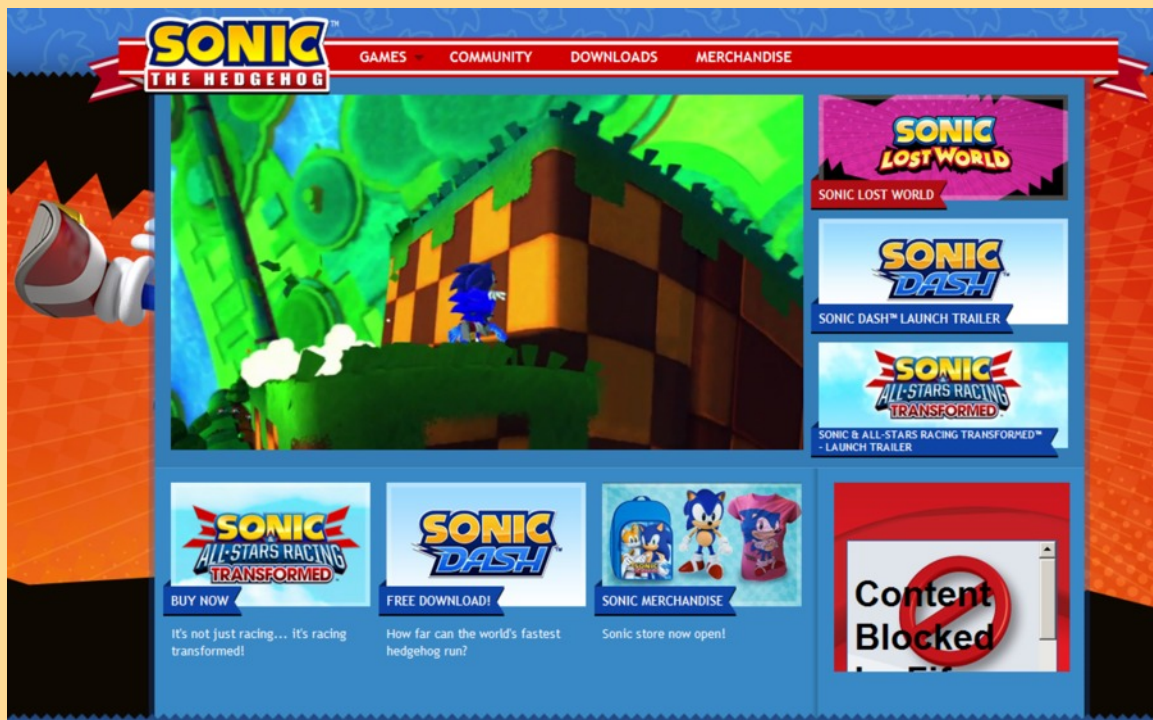 SONIC
THE HEDGEHOG
GAMES
COMMUNITY
DOWNLOADS
MERCHANDISE
SONIC
LOST WORLD
SONIC LOST WORLD
SONIC
DASH™
SONIC DASH™ LAUNCH TRAILER
SONIC
ALL-STARS RACING
TRANSFORMED
SONIC & ALL-STARS RACING TRANSFORMED™
- LAUNCH TRAILER
SONIC
ALL-STARS RACING
TRANSFORMED
BUY NOW
It's not just racing... it's racing
transformed!
SONIC
DASH™
FREE DOWNLOAD!
How far can the world's fastest
hedgehog run?
SONIC MERCHANDISE
Sonic store now open!
Content
Blocked